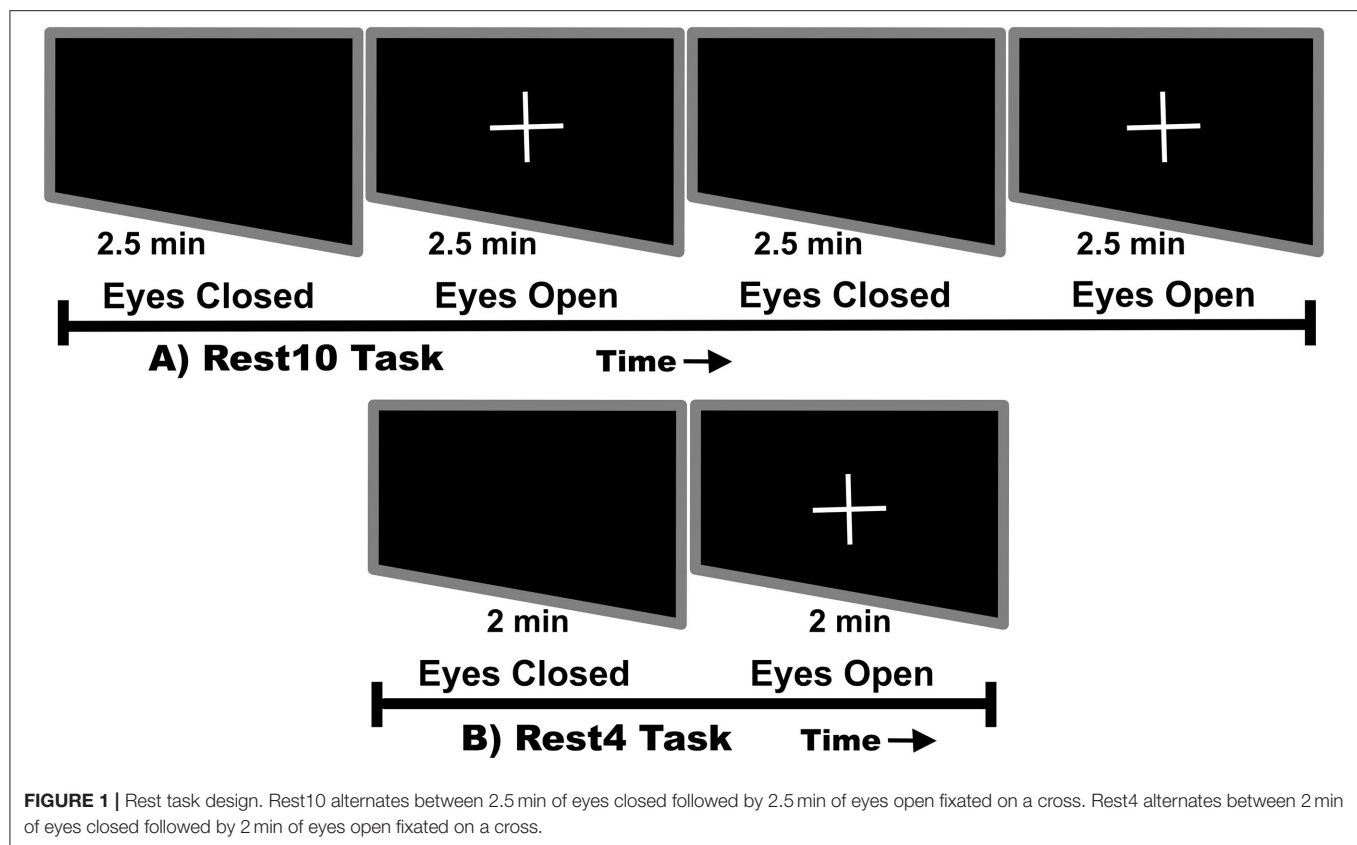 2.5 min 2.5 min 2.5 min 2.5 min
Eyes Closed Eyes Open Eyes Closed Eyes Open
A) Rest10 Task Time →
2 min 2 min
Eyes Closed Eyes Open
B) Rest4 Task Time →
FIGURE 1 | Rest task design. Rest10 alternates between 2.5 min of eyes closed followed by 2.5 min of eyes open fixated on a cross. Rest4 alternates between 2 min
of eyes closed followed by 2 min of eyes open fixated on a cross.